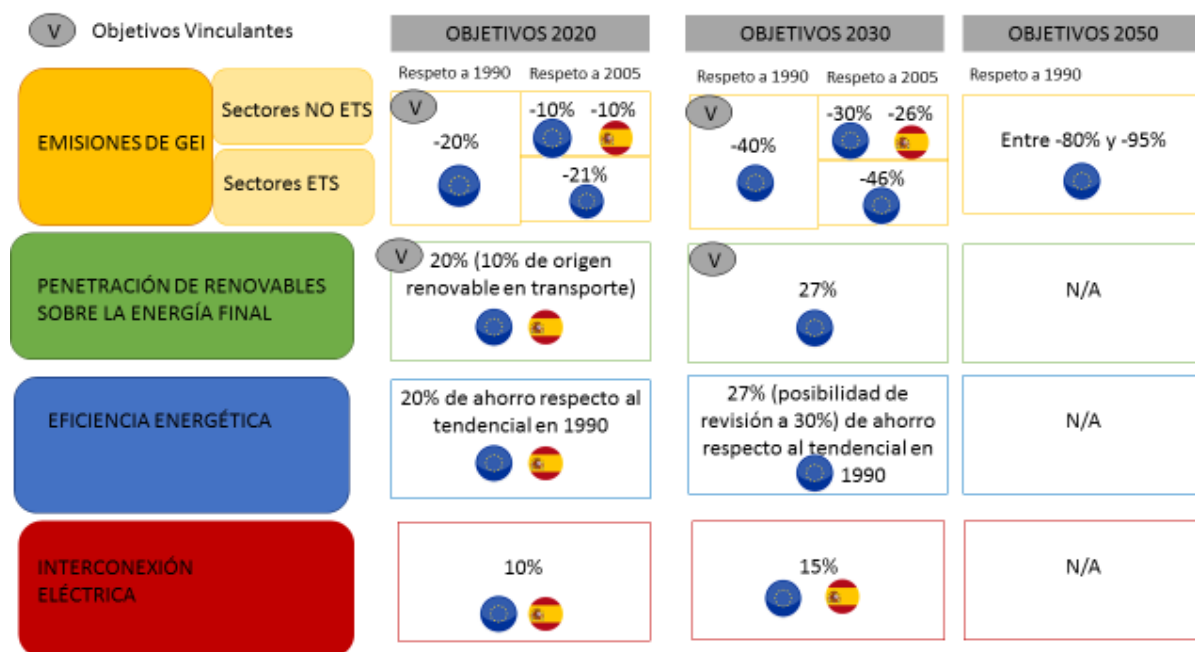 V Objetivos Vinculantes
OBJETIVOS 2020
OBJETIVOS 2030
OBJETIVOS 2050
Respeto a 1990
Respeto a 2005
Respeto a 1990
Respeto a 2005
Respeto a 1990
EMISIONES DE GEI
Sectores NO ETS
Sectores ETS
V
-20%
-10% -10%
-21%
V
-40%
-30% -26%
-46%
Entre -80% y -95%
PENETRACIÓN DE RENOVABLES
SOBRE LA ENERGÍA FINAL
V
20% (10% de origen
renovable en transporte)
V
27%
N/A
EFICIENCIA ENERGÉTICA
20% de ahorro respecto al
tendencial en 1990
27% (posibilidad de
revisión a 30%) de ahorro
respecto al tendencial en
1990
N/A
INTERCONEXIÓN
ELÉCTRICA
10%
15%
N/A